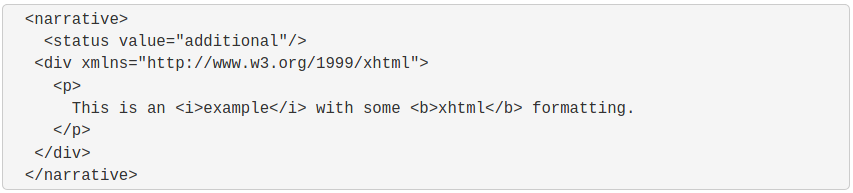 <narrative>
  <status value="additional"/>
 <div xmlns="http://www.w3.org/1999/xhtml">
   <p>
     This is an <i>example</i> with some <b>xhtml</b> formatting.
   </p>
 </div>
</narrative>